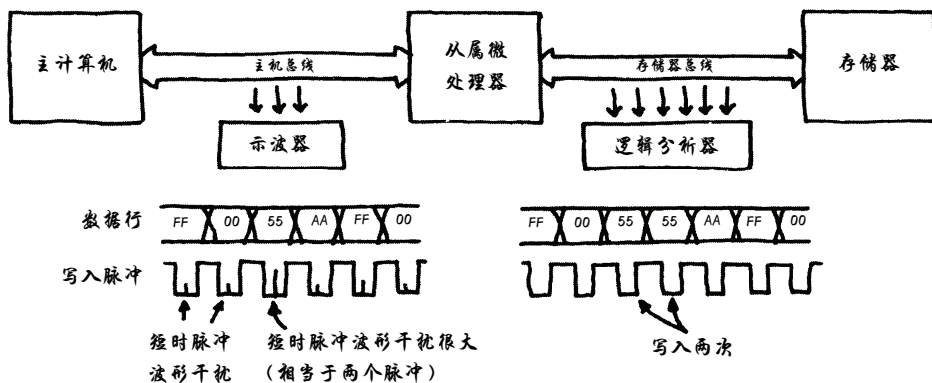 主计算机
主机总线
从属微
处理器
存储器总线
存储器
示波器
逻辑分析器
数据行 FF 00 55 AA FF 00
FF 00 55 55 AA FF 00
写入脉冲
短时脉冲
波形干扰
短时脉冲波形干扰很大
(相当于两个脉冲)
写入两次